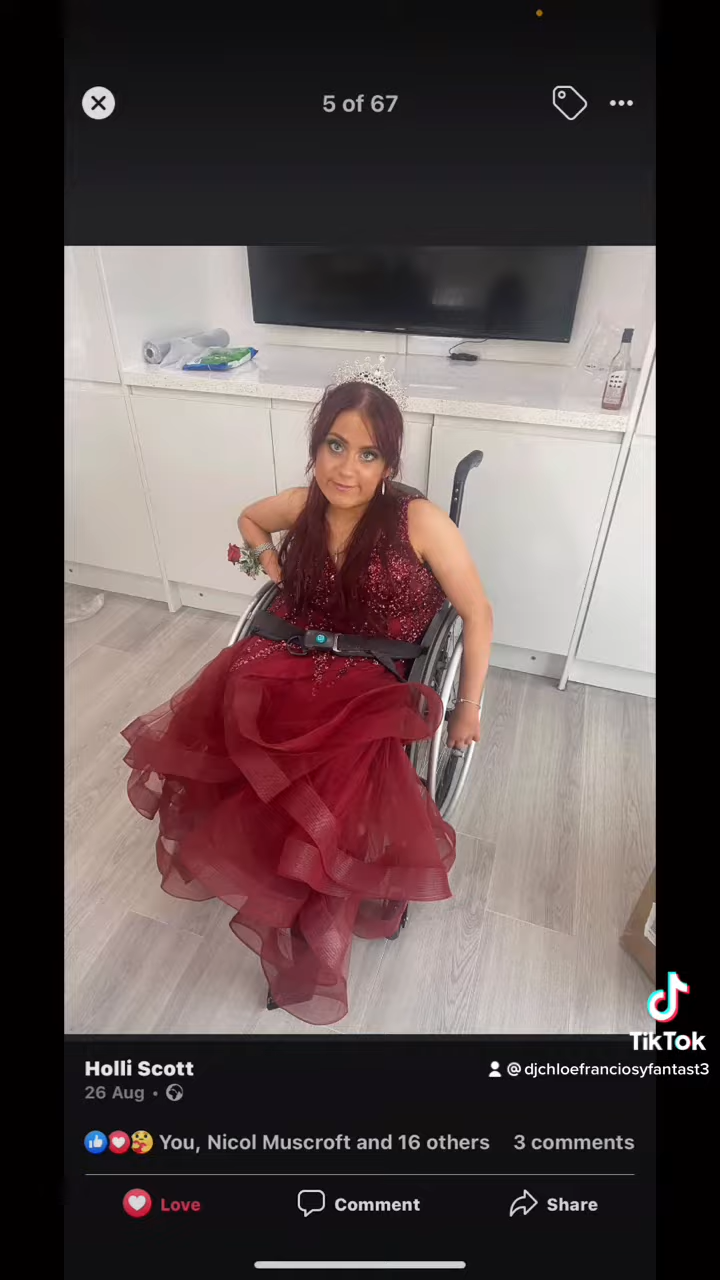 5 of 67
TikTok
@djchloefranciosyfantast3
Holli Scott
26 Aug
You, Nicol Muscroft and 16 others
3 comments
Love
Comment
Share